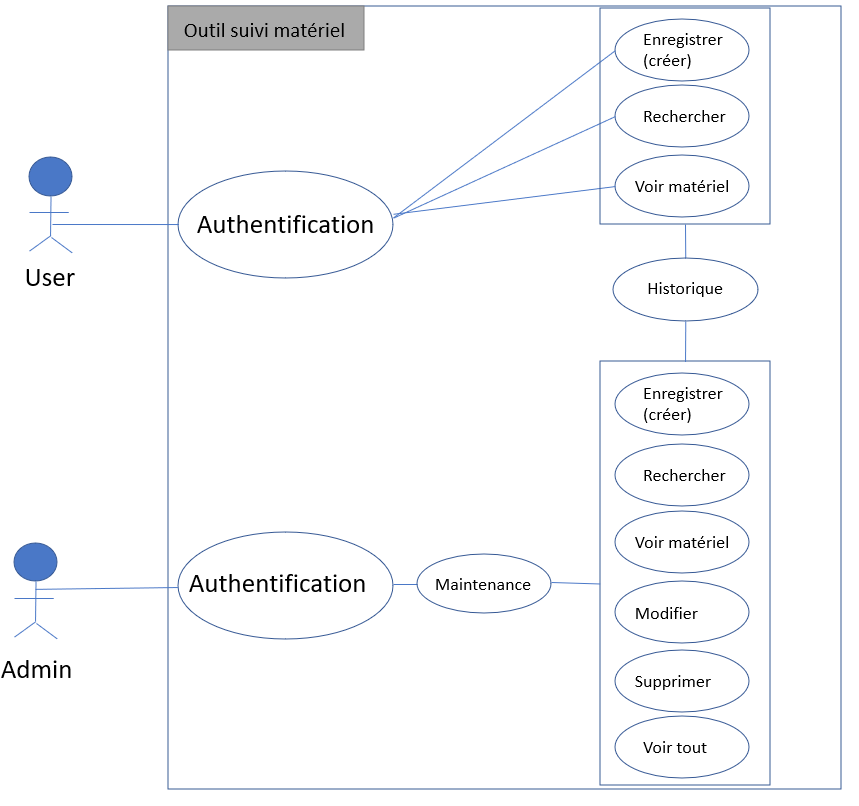 Outil suivi matériel
Enregistrer
(créer)
Rechercher
Voir matériel
Authentification
User
Historique
Enregistrer
(créer)
Rechercher
Voir matériel
Authentification
Maintenance
Modifier
Admin
Supprimer
Voir tout